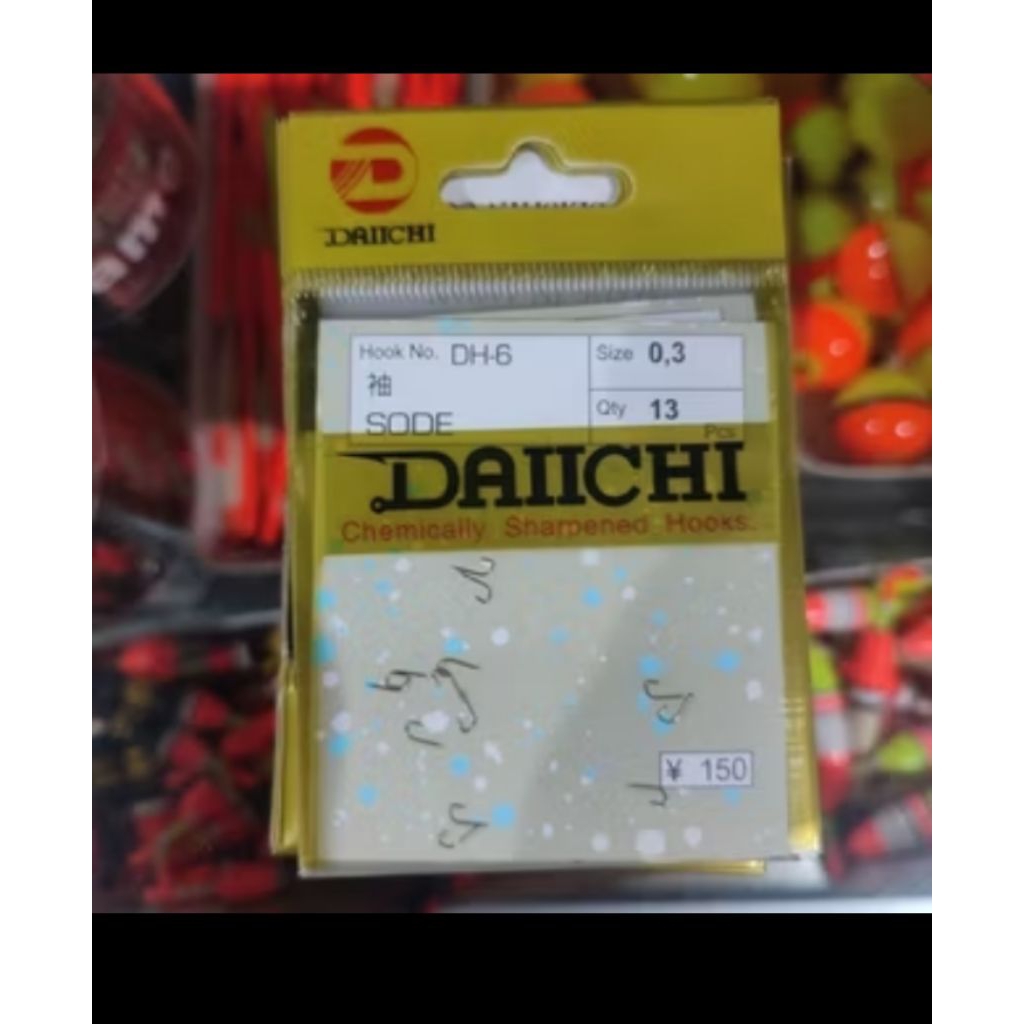 DAIICHI
Hook No. DH-6
袖
SODE
Size 0,3
Qty 13
Pcs
DAIICHI
Chemically Sharpened Hooks.
¥ 150